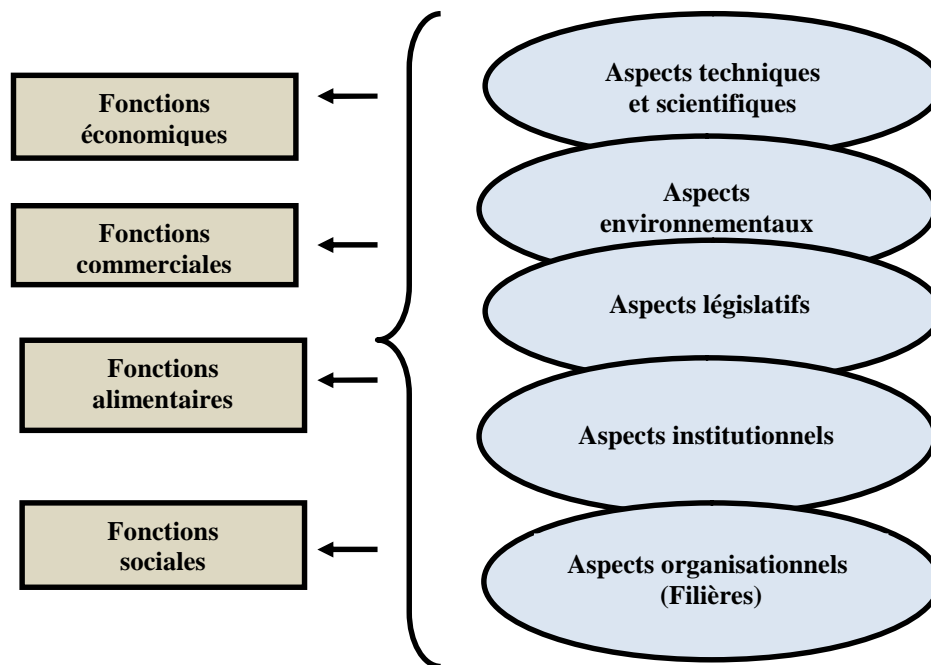 Fonctions
économiques
Fonctions
commerciales
Fonctions
alimentaires
Fonctions
sociales
Aspects techniques
et scientifiques
Aspects
environnementaux
Aspects législatifs
Aspects institutionnels
Aspects organisationnels
(Filières)